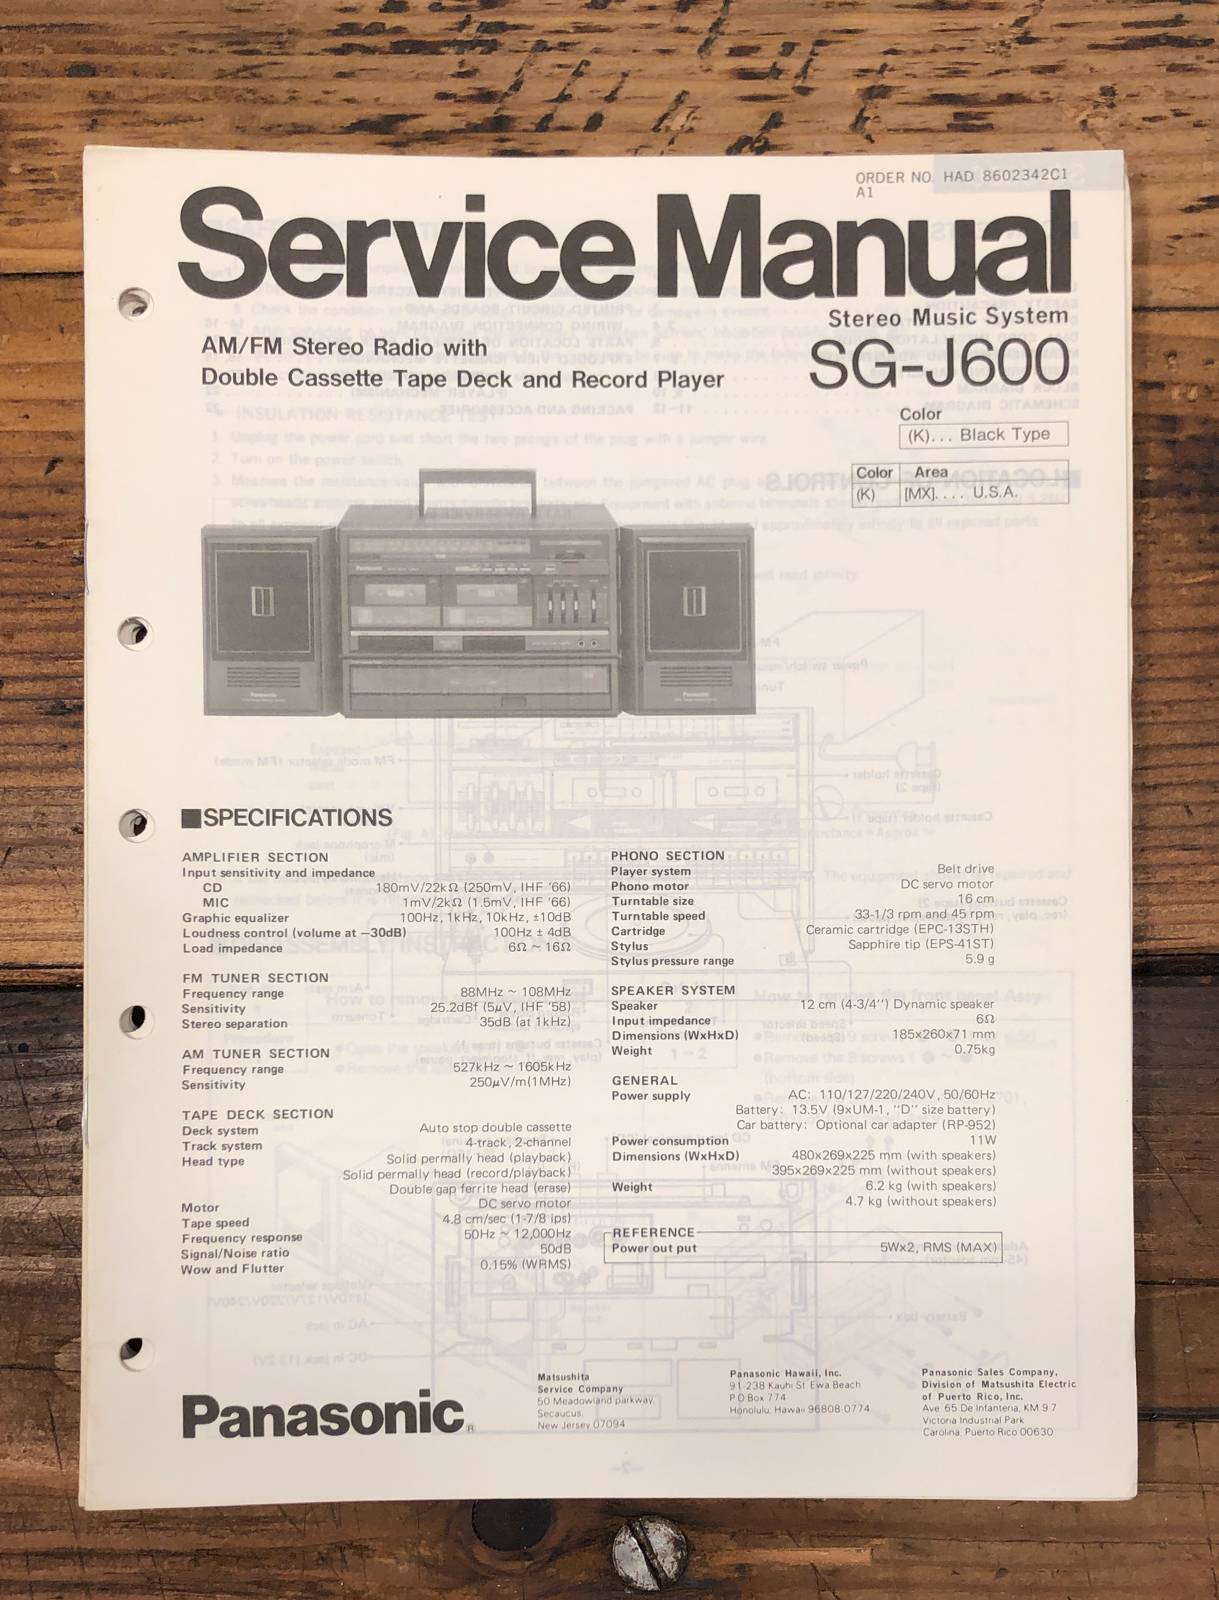 ORDER NO. HAD 8602342C1
A1
Service Manual
Stereo Music System
SG-J600
AM/FM Stereo Radio with
Double Cassette Tape Deck and Record Player
Color
(K)... Black Type
Color Area
(K) [MX].... U.S.A.
Panasonic
Panasonic
Panasonic
■SPECIFICATIONS
AMPLIFIER SECTION
Input sensitivity and impedance
CD 180mV/22kΩ (250mV, IHF '66)
MIC 1mV/2kΩ (1.5mV, IHF '66)
Graphic equalizer 100Hz, 1kHz, 10kHz, ±10dB
Loudness control (volume at −30dB) 100Hz ± 4dB
Load impedance 6Ω ~ 16Ω
FM TUNER SECTION
Frequency range 88MHz ~ 108MHz
Sensitivity 25.2dBf (5μV, IHF '58)
Stereo separation 35dB (at 1kHz)
AM TUNER SECTION
Frequency range 527kHz ~ 1605kHz
Sensitivity 250μV/m(1MHz)
TAPE DECK SECTION
Deck system Auto stop double cassette
Track system 4-track, 2-channel
Head type Solid permally head (playback)
Solid permally head (record/playback)
Double gap ferrite head (erase)
Motor DC servo motor
Tape speed 4.8 cm/sec (1-7/8 ips)
Frequency response 50Hz ~ 12,000Hz
Signal/Noise ratio 50dB
Wow and Flutter 0.15% (WRMS)
PHONO SECTION
Player system Belt drive
Phono motor DC servo motor
Turntable size 16 cm
Turntable speed 33-1/3 rpm and 45 rpm
Cartridge Ceramic cartridge (EPC-13STH)
Stylus Sapphire tip (EPS-41ST)
Stylus pressure range 5.9 g
SPEAKER SYSTEM
Speaker 12 cm (4-3/4'') Dynamic speaker
Input impedance 6Ω
Dimensions (WxHxD) 185x260x71 mm
Weight 0.75kg
GENERAL
Power supply AC: 110/127/220/240V, 50/60Hz
Battery: 13.5V (9xUM-1, "D" size battery)
Car battery: Optional car adapter (RP-952)
Power consumption 11W
Dimensions (WxHxD) 480x269x225 mm (with speakers)
395x269x225 mm (without speakers)
Weight 6.2 kg (with speakers)
4.7 kg (without speakers)
REFERENCE
Power out put 5Wx2, RMS (MAX)
Panasonic®
Matsushita
Service Company
50 Meadowland parkway,
Secaucus,
New Jersey 07094
Panasonic Hawaii, Inc.
91-238 Kauhi St. Ewa Beach
P.O Box 774
Honolulu, Hawaii 96808-0774
Panasonic Sales Company,
Division of Matsushita Electric
of Puerto Rico, Inc.
Ave. 65 De Infanteria, KM 9.7
Victoria Industrial Park
Carolina, Puerto Rico 00630